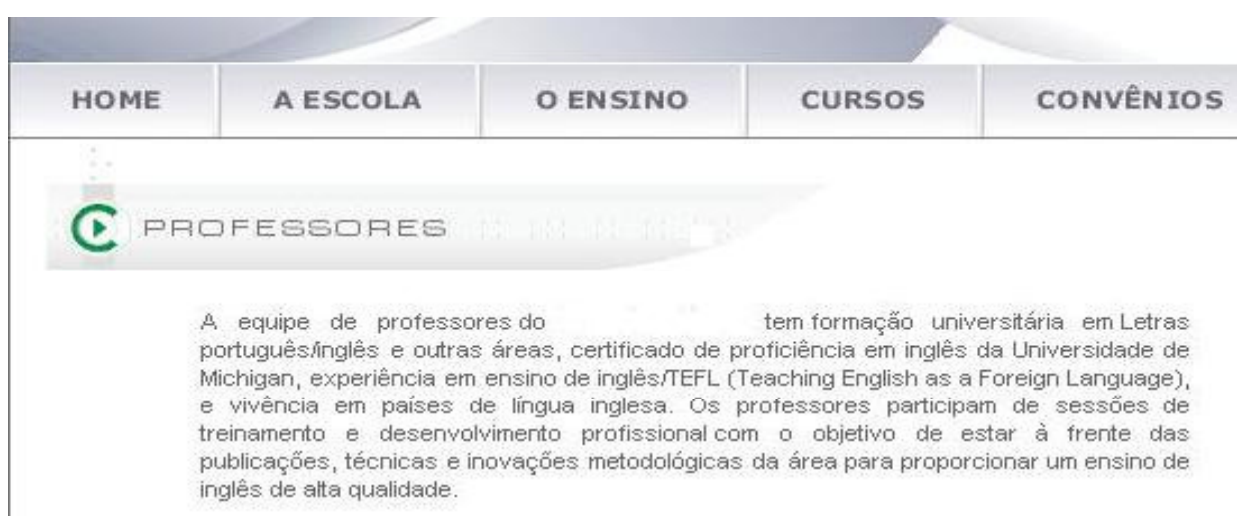 HOME A ESCOLA O ENSINO CURSOS CONVÊNIOS
PROFESSORES
A equipe de professores do tem formação universitária em Letras
português/inglês e outras áreas, certificado de proficiência em inglês da Universidade de
Michigan, experiência em ensino de inglês/TEFL (Teaching English as a Foreign Language),
e vivência em países de língua inglesa. Os professores participam de sessões de
treinamento e desenvolvimento profissional com o objetivo de estar à frente das
publicações, técnicas e inovações metodológicas da área para proporcionar um ensino de
inglês de alta qualidade.